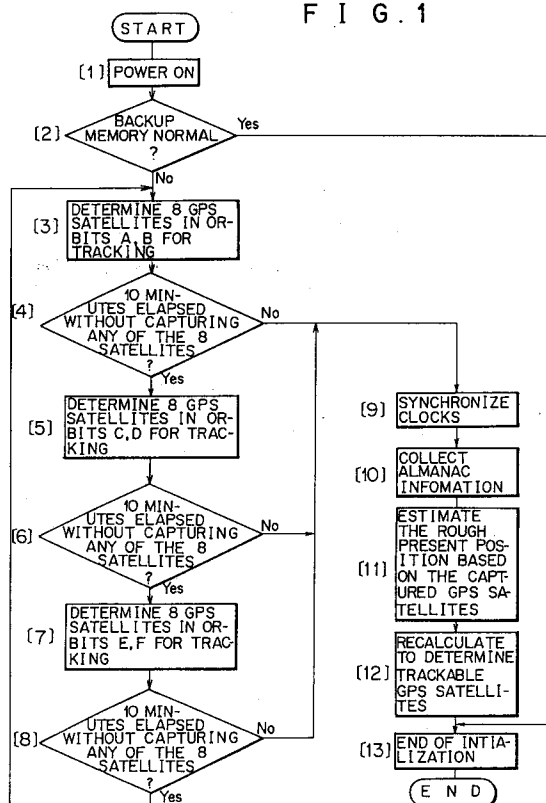 F I G . 1
START
[1] POWER ON
[2] BACKUP
MEMORY NORMAL
?
Yes
No
[3] DETERMINE 8 GPS
SATELLITES IN OR-
BITS A, B FOR
TRACKING
[4] 10 MIN-
UTES ELAPSED
WITHOUT CAPTURING
ANY OF THE 8
SATELLITES
?
No
Yes
[5] DETERMINE 8 GPS
SATELLITES IN OR-
BITS C, D FOR TRAC-
KING
[6] 10 MIN-
UTES ELAPSED
WITHOUT CAPTURING
ANY OF THE 8
SATELLITES
?
No
Yes
[7] DETERMINE 8 GPS
SATELLITES IN OR-
BITS E, F FOR TRAC-
KING
[8] 10 MIN-
UTES ELAPSED
WITHOUT CAPTURING
ANY OF THE 8
SATELLITES
?
No
Yes
[9] SYNCHRONIZE
CLOCKS
[10] COLLECT
ALMANAC
INFOMATION
[11] ESTIMATE
THE ROUGH
PRESENT POS-
ITION BASED
ON THE CAPT-
URED GPS SA-
TELLITES
[12] RECALCULATE
TO DETERMINE
TRACKABLE
GPS SATELLI-
TES
[13] END OF INTIA-
LIZATION
E N D